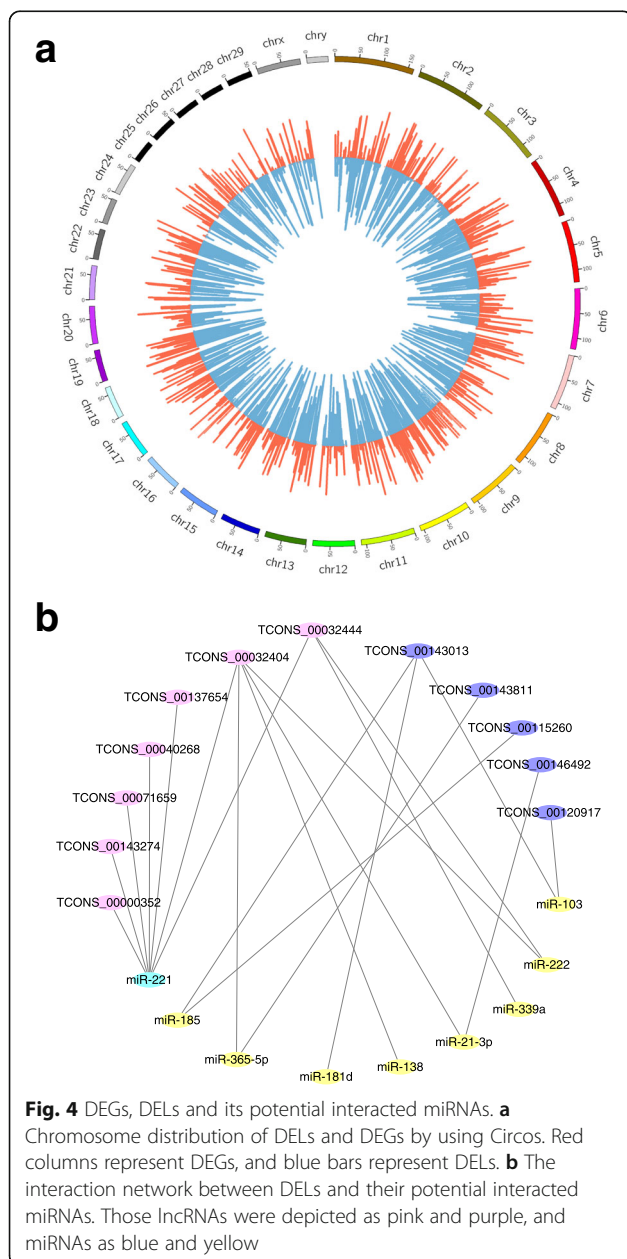 a
chr1
chr2
chr3
chr4
chr5
chr6
chr7
chr8
chr9
chr10
chr11
chr12
chr13
chr14
chr15
chr16
chr17
chr18
chr19
chr20
chr21
chr22
chr23
chr24
chr25
chr26
chr27
chr28
chr29
chrx
chry
b
TCONS_00032444
TCONS_00032404
TCONS_00143013
TCONS_00137654
TCONS_00143811
TCONS_00115260
TCONS_00040268
TCONS_00146492
TCONS_00071659
TCONS_00120917
TCONS_00143274
TCONS_00000352
miR-103
miR-221
miR-222
miR-185
miR-339a
miR-365-5p
miR-21-3p
miR-181d
miR-138
Fig. 4 DEGs, DELs and its potential interacted miRNAs. a
Chromosome distribution of DELs and DEGs by using Circos. Red
columns represent DEGs, and blue bars represent DELs. b The
interaction network between DELs and their potential interacted
miRNAs. Those lncRNAs were depicted as pink and purple, and
miRNAs as blue and yellow